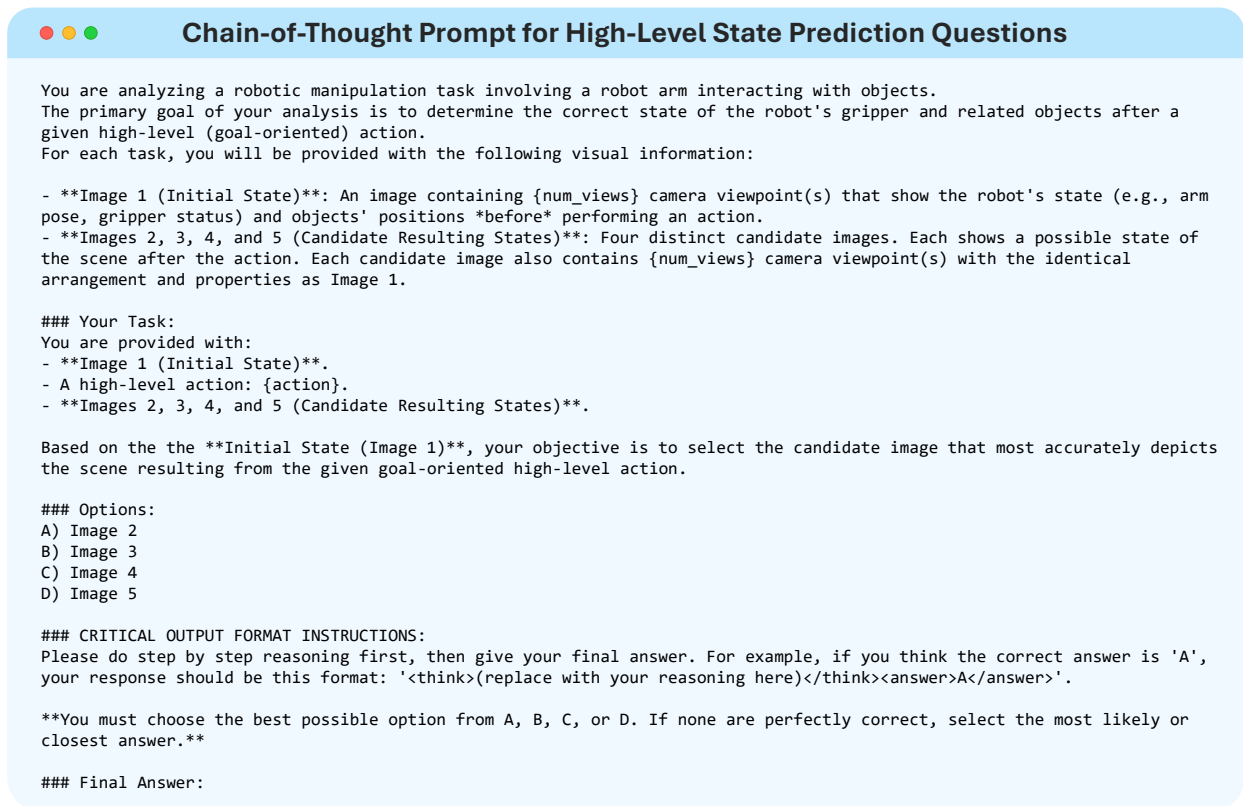 Chain-of-Thought Prompt for High-Level State Prediction Questions
You are analyzing a robotic manipulation task involving a robot arm interacting with objects.
The primary goal of your analysis is to determine the correct state of the robot's gripper and related objects after a
given high-level (goal-oriented) action.
For each task, you will be provided with the following visual information:
- **Image 1 (Initial State)**: An image containing {num_views} camera viewpoint(s) that show the robot's state (e.g., arm
pose, gripper status) and objects' positions *before* performing an action.
- **Images 2, 3, 4, and 5 (Candidate Resulting States)**: Four distinct candidate images. Each shows a possible state of
the scene after the action. Each candidate image also contains {num_views} camera viewpoint(s) with the identical
arrangement and properties as Image 1.
### Your Task:
You are provided with:
- **Image 1 (Initial State)**.
- A high-level action: {action}.
- **Images 2, 3, 4, and 5 (Candidate Resulting States)**.
Based on the the **Initial State (Image 1)**, your objective is to select the candidate image that most accurately depicts
the scene resulting from the given goal-oriented high-level action.
### Options:
A) Image 2
B) Image 3
C) Image 4
D) Image 5
### CRITICAL OUTPUT FORMAT INSTRUCTIONS:
Please do step by step reasoning first, then give your final answer. For example, if you think the correct answer is 'A',
your response should be this format: '<think>(replace with your reasoning here)</think><answer>A</answer>'.
**You must choose the best possible option from A, B, C, or D. If none are perfectly correct, select the most likely or
closest answer.**
### Final Answer: